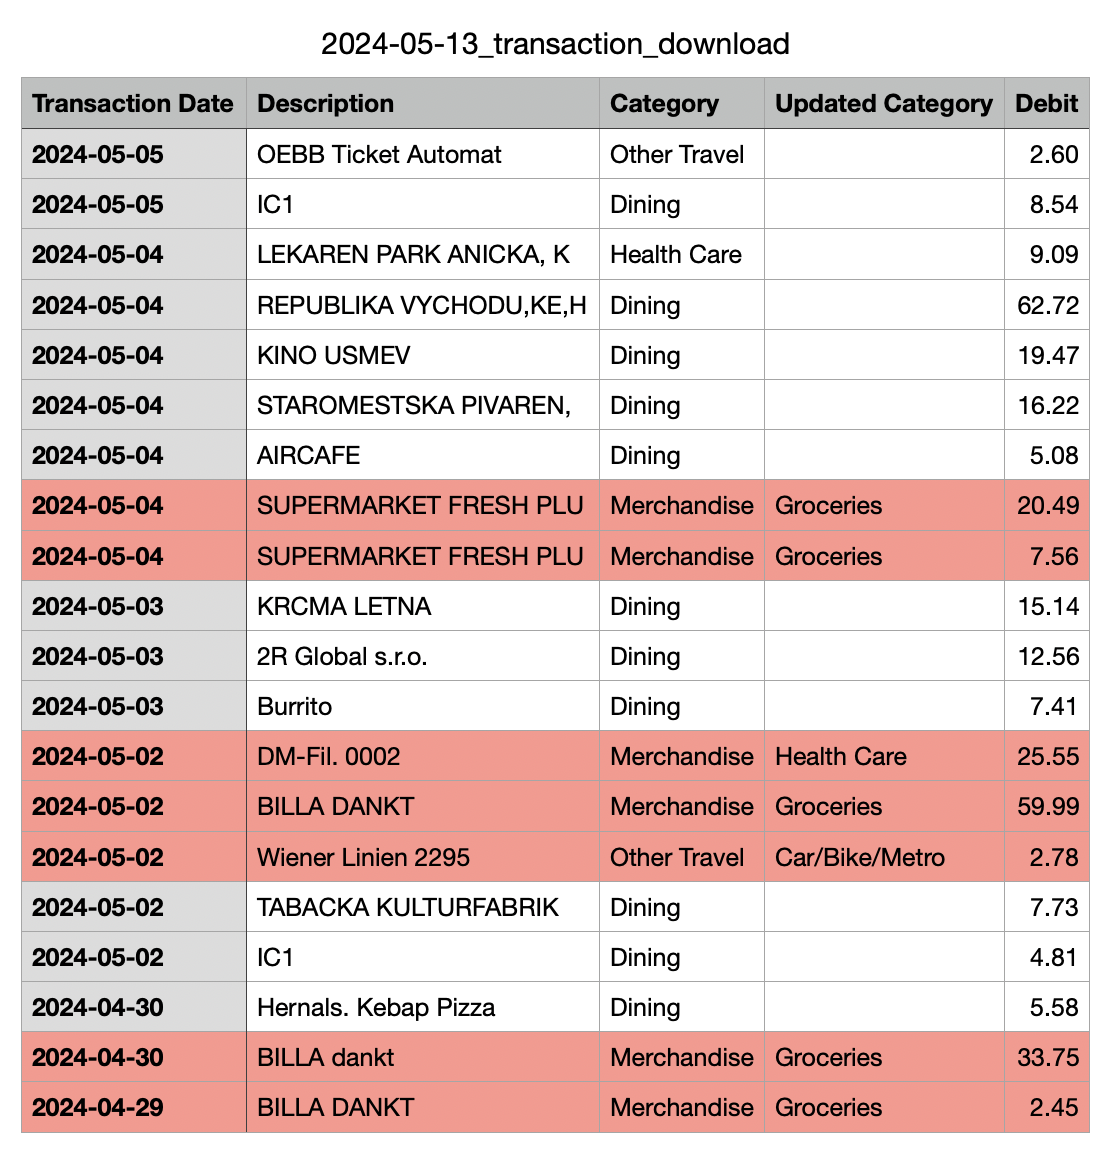 2024-05-13_transaction_download
Transaction Date Description Category Updated Category Debit
2024-05-05 OEBB Ticket Automat Other Travel 2.60
2024-05-05 IC1 Dining 8.54
2024-05-04 LEKAREN PARK ANICKA, K Health Care 9.09
2024-05-04 REPUBLIKA VYCHODU,KE,H Dining 62.72
2024-05-04 KINO USMEV Dining 19.47
2024-05-04 STAROMESTSKA PIVAREN, Dining 16.22
2024-05-04 AIRCAFE Dining 5.08
2024-05-04 SUPERMARKET FRESH PLU Merchandise Groceries 20.49
2024-05-04 SUPERMARKET FRESH PLU Merchandise Groceries 7.56
2024-05-03 KRCMA LETNA Dining 15.14
2024-05-03 2R Global s.r.o. Dining 12.56
2024-05-03 Burrito Dining 7.41
2024-05-02 DM-Fil. 0002 Merchandise Health Care 25.55
2024-05-02 BILLA DANKT Merchandise Groceries 59.99
2024-05-02 Wiener Linien 2295 Other Travel Car/Bike/Metro 2.78
2024-05-02 TABACKA KULTURFABRIK Dining 7.73
2024-05-02 IC1 Dining 4.81
2024-04-30 Hernals. Kebap Pizza Dining 5.58
2024-04-30 BILLA dankt Merchandise Groceries 33.75
2024-04-29 BILLA DANKT Merchandise Groceries 2.45